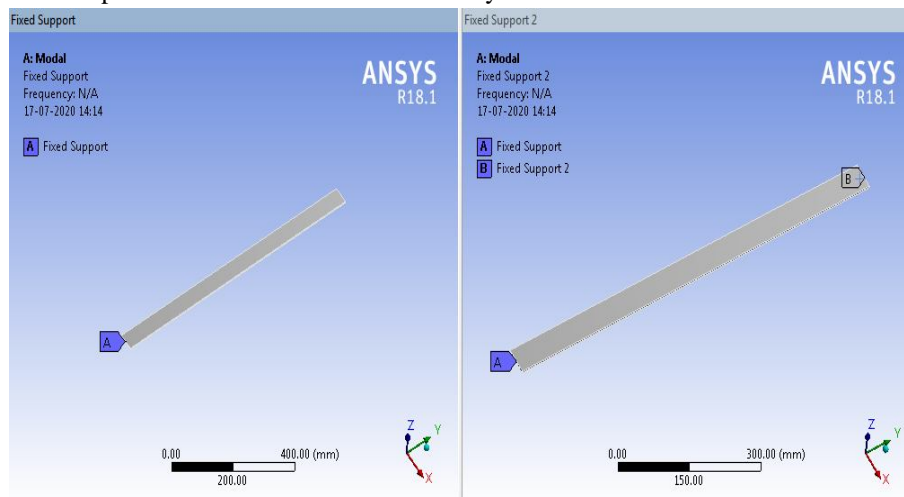 Fixed Support
A: Modal
Fixed Support
Frequency: N/A
17-07-2020 14:14
A Fixed Support
ANSYS
R18.1
A
Z
Y
X
0.00 400.00 (mm)
200.00
Fixed Support 2
A: Modal
Fixed Support 2
Frequency: N/A
17-07-2020 14:14
A Fixed Support
B Fixed Support 2
ANSYS
R18.1
B
A
Z
Y
X
0.00 300.00 (mm)
150.00